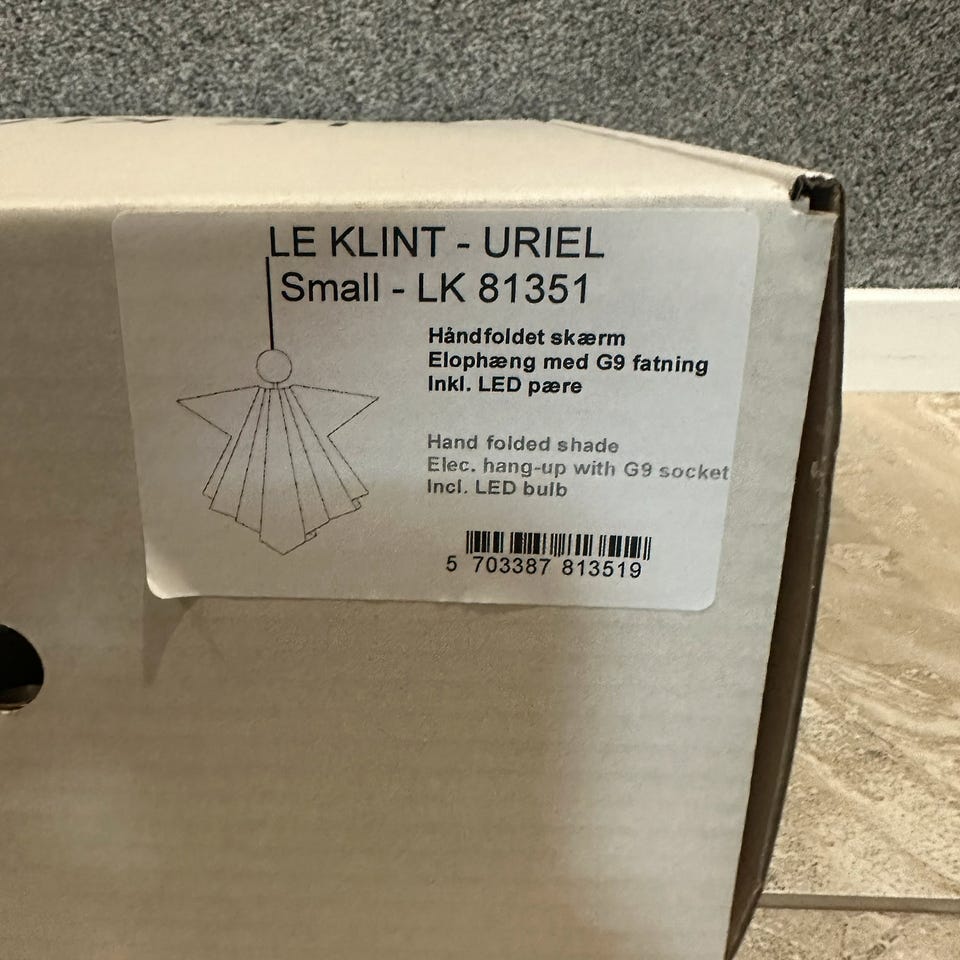 LE KLINT - URIEL
Small - LK 81351
Håndfoldet skærm
Elophæng med G9 fatning
Inkl. LED pære
Hand folded shade
Elec. hang-up with G9 socket
Incl. LED bulb
5 703387 813519